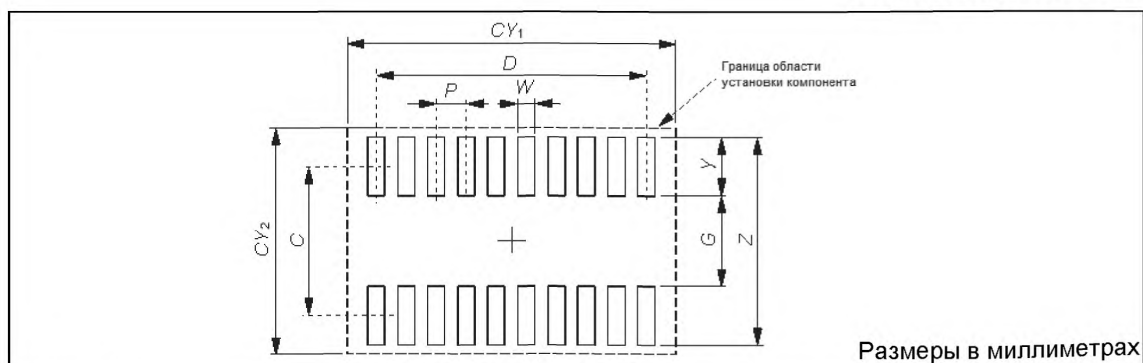 CY₁
D
Граница области
установки компонента
P
W
CY₂
C
Y
G
Z
Размеры в миллиметрах